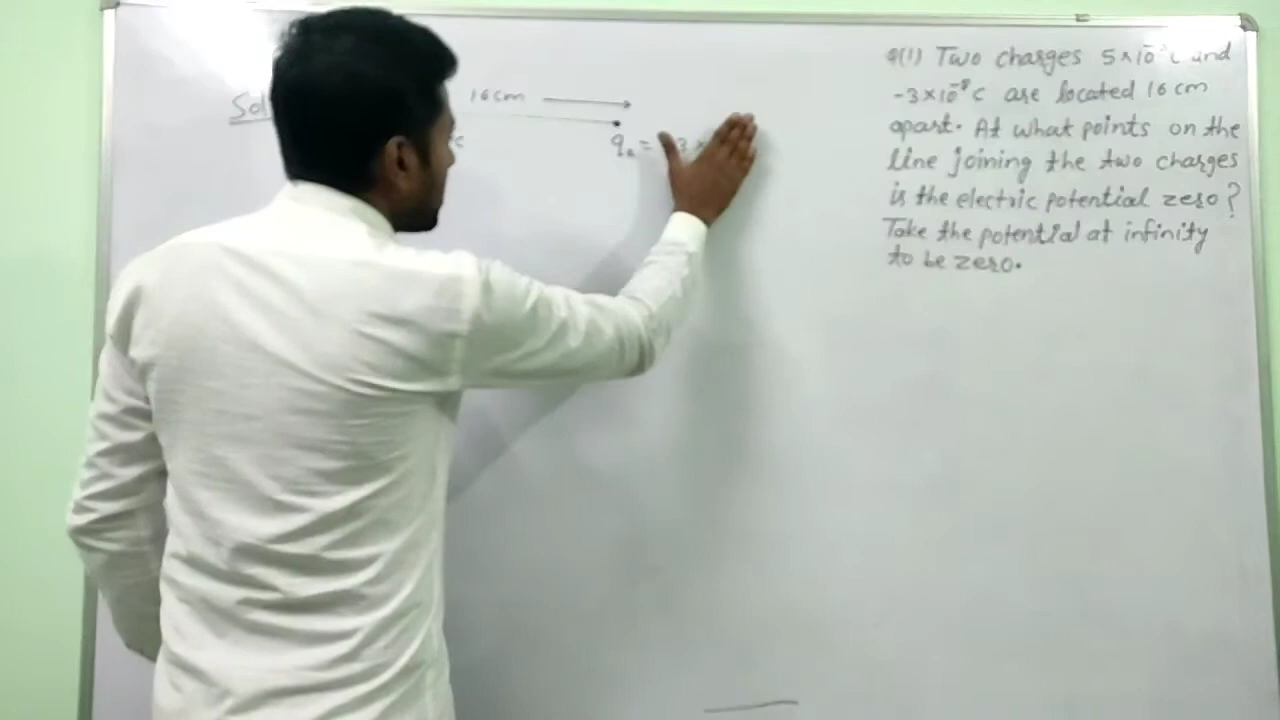 Sol
16cm
c
q₂ = 3×
Q(1) Two charges 5×10⁻⁸C and
-3×10⁻⁸C are located 16 cm
apart. At what points on the
line joining the two charges
is the electric potential zero?
Take the potential at infinity
to be zero.